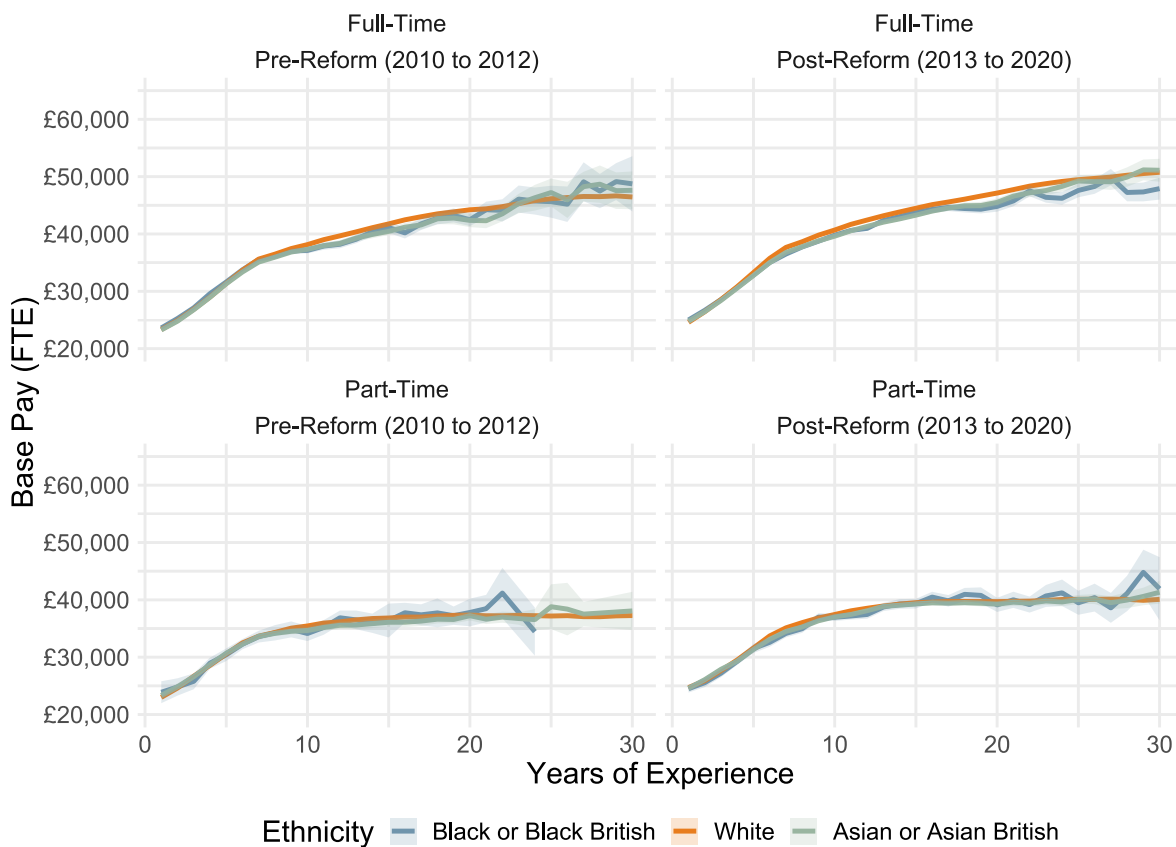 Full-Time
Pre-Reform (2010 to 2012)
Full-Time
Post-Reform (2013 to 2020)
£60,000
£50,000
£40,000
£30,000
£20,000
Part-Time
Pre-Reform (2010 to 2012)
Part-Time
Post-Reform (2013 to 2020)
£60,000
£50,000
£40,000
£30,000
£20,000
Base Pay (FTE)
0 10 20 30 0 10 20 30
Years of Experience
Ethnicity Black or Black British White Asian or Asian British